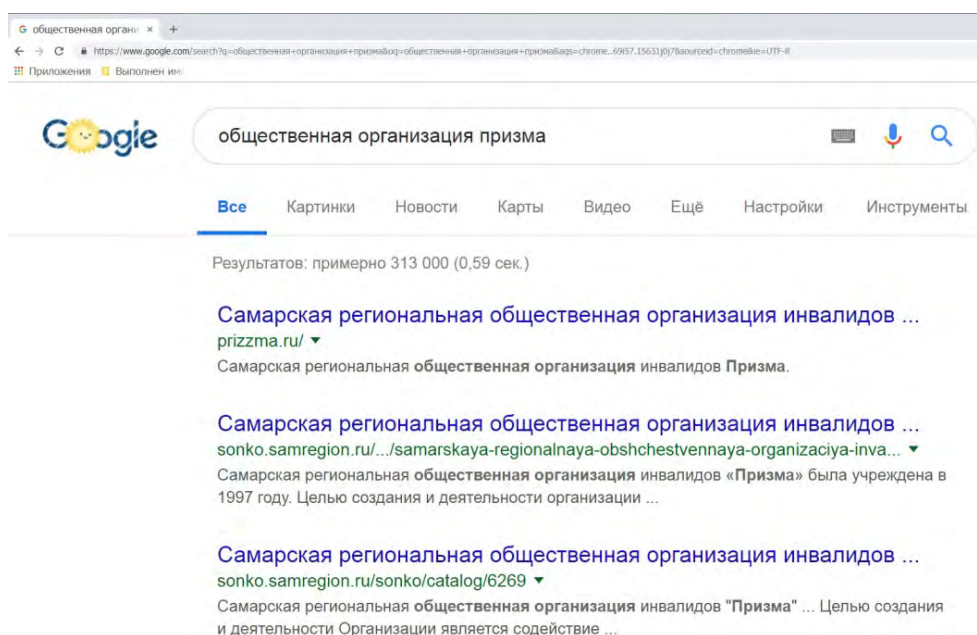 общественная органи
https://www.google.com/search?q=общественная+организация+призма&oq=общественная+организация+призма&aqs=chrome..69i57.15631j0j7&sourceid=chrome&ie=UTF-8
Приложения Выполнен им
Google
общественная организация призма
Все Картинки Новости Карты Видео Ещё Настройки Инструменты
Результатов: примерно 313 000 (0,59 сек.)
Самарская региональная общественная организация инвалидов ...
prizzma.ru/
Самарская региональная общественная организация инвалидов Призма.
Самарская региональная общественная организация инвалидов ...
sonko.samregion.ru/.../samarskaya-regionalnaya-obshchestvennaya-organizaciya-inva...
Самарская региональная общественная организация инвалидов «Призма» была учреждена в
1997 году. Целью создания и деятельности организации ...
Самарская региональная общественная организация инвалидов ...
sonko.samregion.ru/sonko/catalog/6269
Самарская региональная общественная организация инвалидов "Призма" ... Целью создания
и деятельности Организации является содействие ...